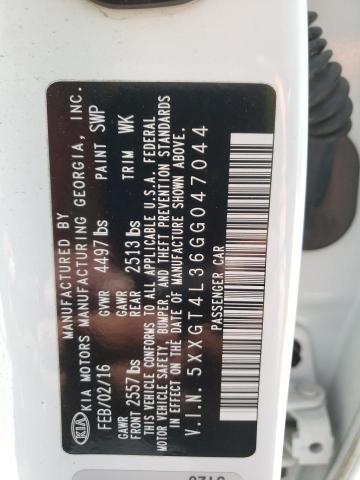 KIA
MANUFACTURED BY
KIA MOTORS MANUFACTURING GEORGIA, INC.
FEB/02/16
GVWR
4497 lbs
PAINT SWP
GAWR
FRONT 2557 lbs
GAWR
REAR 2513 lbs
TRIM WK
THIS VEHICLE CONFORMS TO ALL APPLICABLE U.S.A. FEDERAL
MOTOR VEHICLE SAFETY, BUMPER, AND THEFT PREVENTION STANDARDS
IN EFFECT ON THE DATE OF MANUFACTURE SHOWN ABOVE.
V.I.N. 5XXGT4L36GG047044
PASSENGER CAR